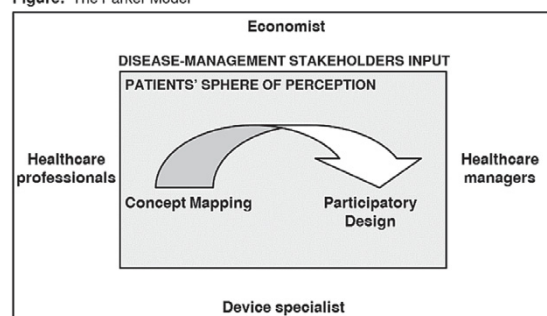 Figure. The Parker Model
Economist
DISEASE-MANAGEMENT STAKEHOLDERS INPUT
PATIENTS' SPHERE OF PERCEPTION
Healthcare
professionals
Healthcare
managers
Concept Mapping
Participatory
Design
Device specialist